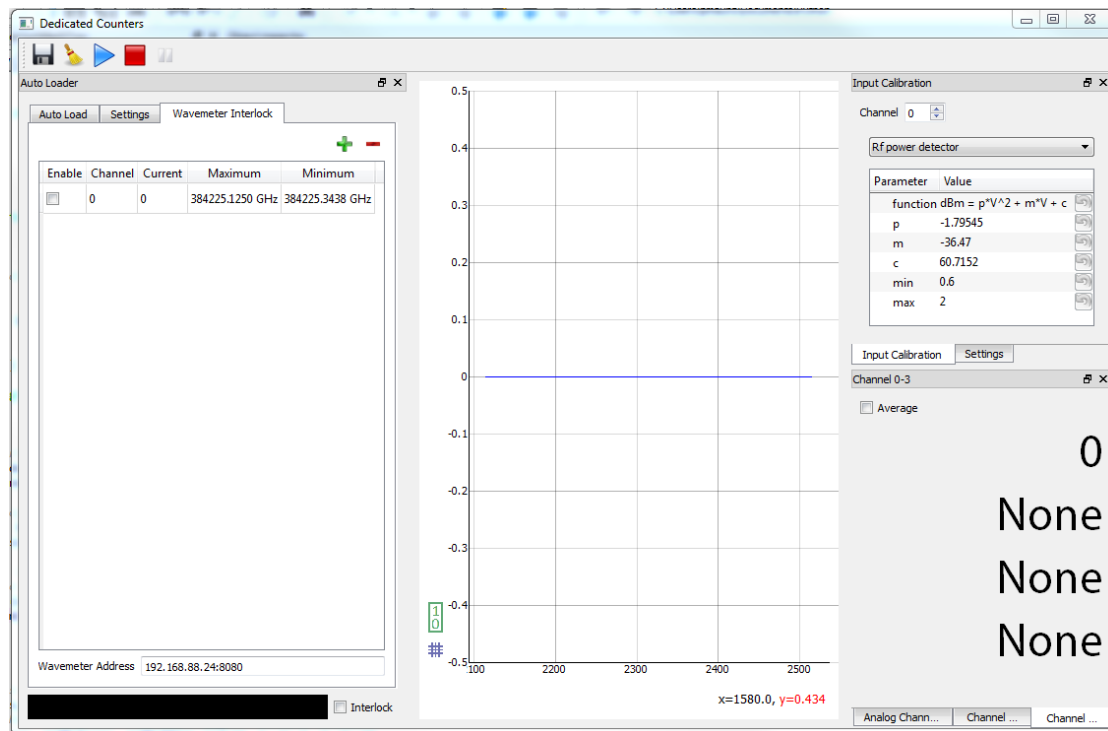 Dedicated Counters
Auto Loader
Auto Load
Settings
Wavemeter Interlock
Enable Channel Current Maximum Minimum
0 0 384225.1250 GHz 384225.3438 GHz
Wavemeter Address 192.168.88.24:8080
Interlock
0.5
0.4
0.3
0.2
0.1
0
-0.1
-0.2
-0.3
-0.4
-0.5
10
100 2200 2300 2400 2500
x=1580.0, y=0.434
Input Calibration
Channel 0
Rf power detector
Parameter Value
function dBm = p*V^2 + m*V + c
p -1.79545
m -36.47
c 60.7152
min 0.6
max 2
Input Calibration
Settings
Channel 0-3
Average
0
None
None
None
Analog Chann...
Channel ...
Channel ...